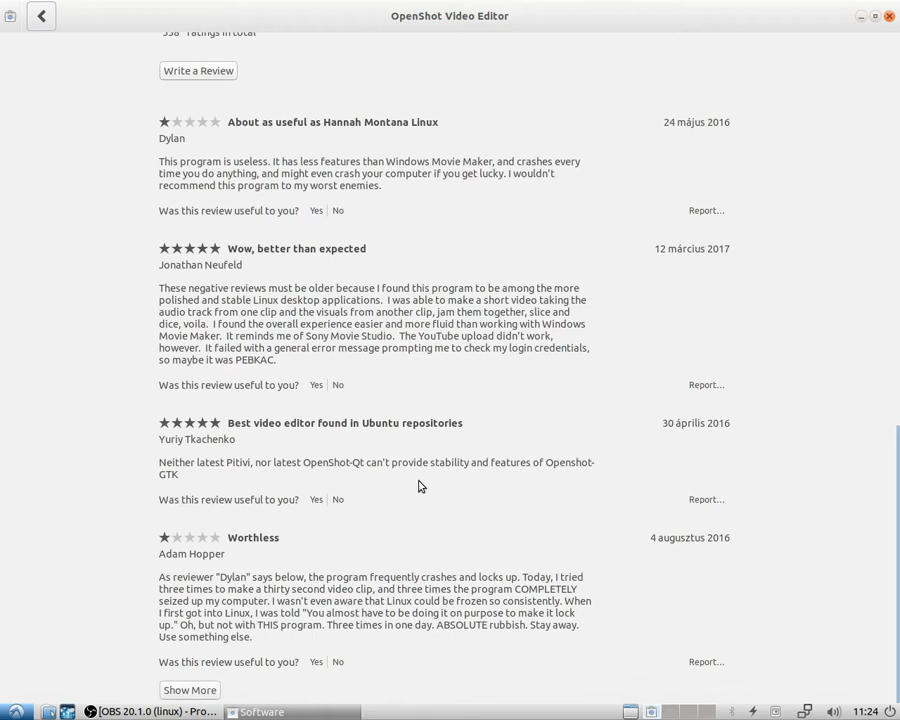 OpenShot Video Editor
558 ratings in total
Write a Review
About as useful as Hannah Montana Linux
24 május 2016
Dylan
This program is useless. It has less features than Windows Movie Maker, and crashes every
time you do anything, and might even crash your computer if you get lucky. I wouldn't
recommend this program to my worst enemies.
Was this review useful to you? Yes No Report...
Wow, better than expected
12 március 2017
Jonathan Neufeld
These negative reviews must be older because I found this program to be among the more
polished and stable Linux desktop applications. I was able to make a short video taking the
audio track from one clip and the visuals from another clip, jam them together, slice and
dice, voila. I found the overall experience easier and more fluid than working with Windows
Movie Maker. It reminds me of Sony Movie Studio. The YouTube upload didn't work,
however. It failed with a general error message prompting me to check my login credentials,
so maybe it was PEBKAC.
Was this review useful to you? Yes No Report...
Best video editor found in Ubuntu repositories
30 április 2016
Yuriy Tkachenko
Neither latest Pitivi, nor latest OpenShot-Qt can't provide stability and features of Openshot-
GTK
Was this review useful to you? Yes No Report...
Worthless
4 augusztus 2016
Adam Hopper
As reviewer "Dylan" says below, the program frequently crashes and locks up. Today, I tried
three times to make a thirty second video clip, and three times the program COMPLETELY
seized up my computer. I wasn't even aware that Linux could be frozen so consistently. When
I first got into Linux, I was told "You almost have to be doing it on purpose to make it lock
up." Oh, but not with THIS program. Three times in one day. ABSOLUTE rubbish. Stay away.
Use something else.
Was this review useful to you? Yes No Report...
Show More
[OBS 20.1.0 (linux) - Pro... Software 11:24